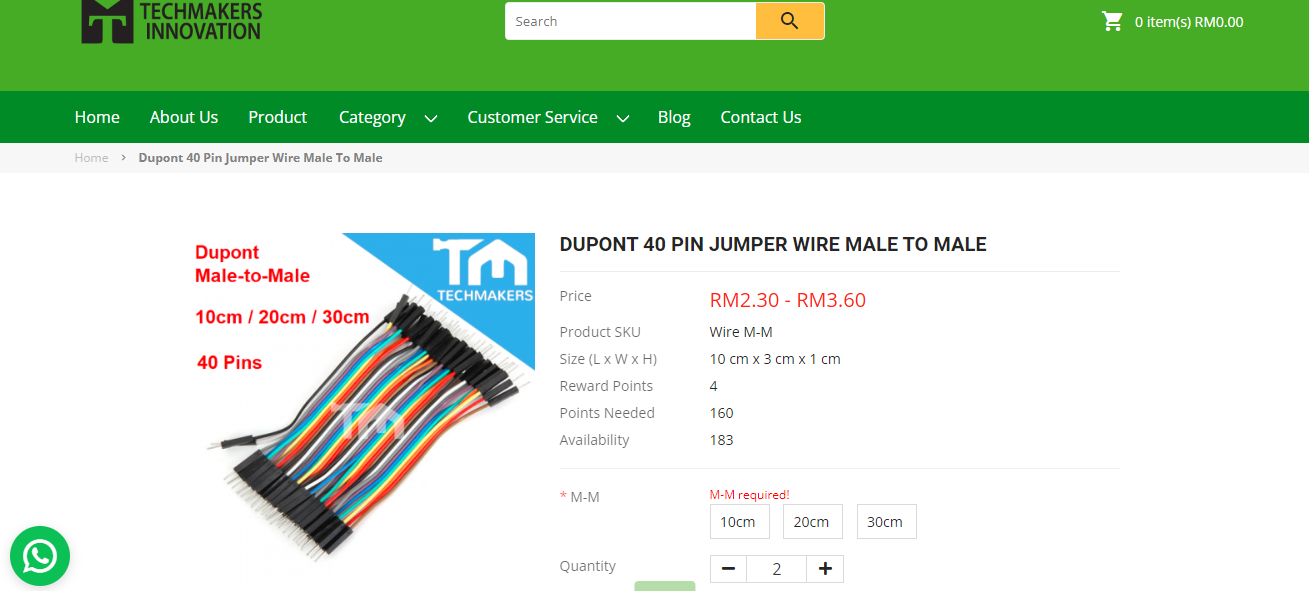 TECHMAKERS
INNOVATION
Search
0 item(s) RM0.00
Home About Us Product Category Customer Service Blog Contact Us
Home > Dupont 40 Pin Jumper Wire Male To Male
Dupont
Male-to-Male
10cm / 20cm / 30cm
40 Pins
TM
TECHMAKERS
TM
DUPONT 40 PIN JUMPER WIRE MALE TO MALE
Price RM2.30 - RM3.60
Product SKU Wire M-M
Size (L x W x H) 10 cm x 3 cm x 1 cm
Reward Points 4
Points Needed 160
Availability 183
* M-M M-M required!
10cm 20cm 30cm
Quantity − 2 +